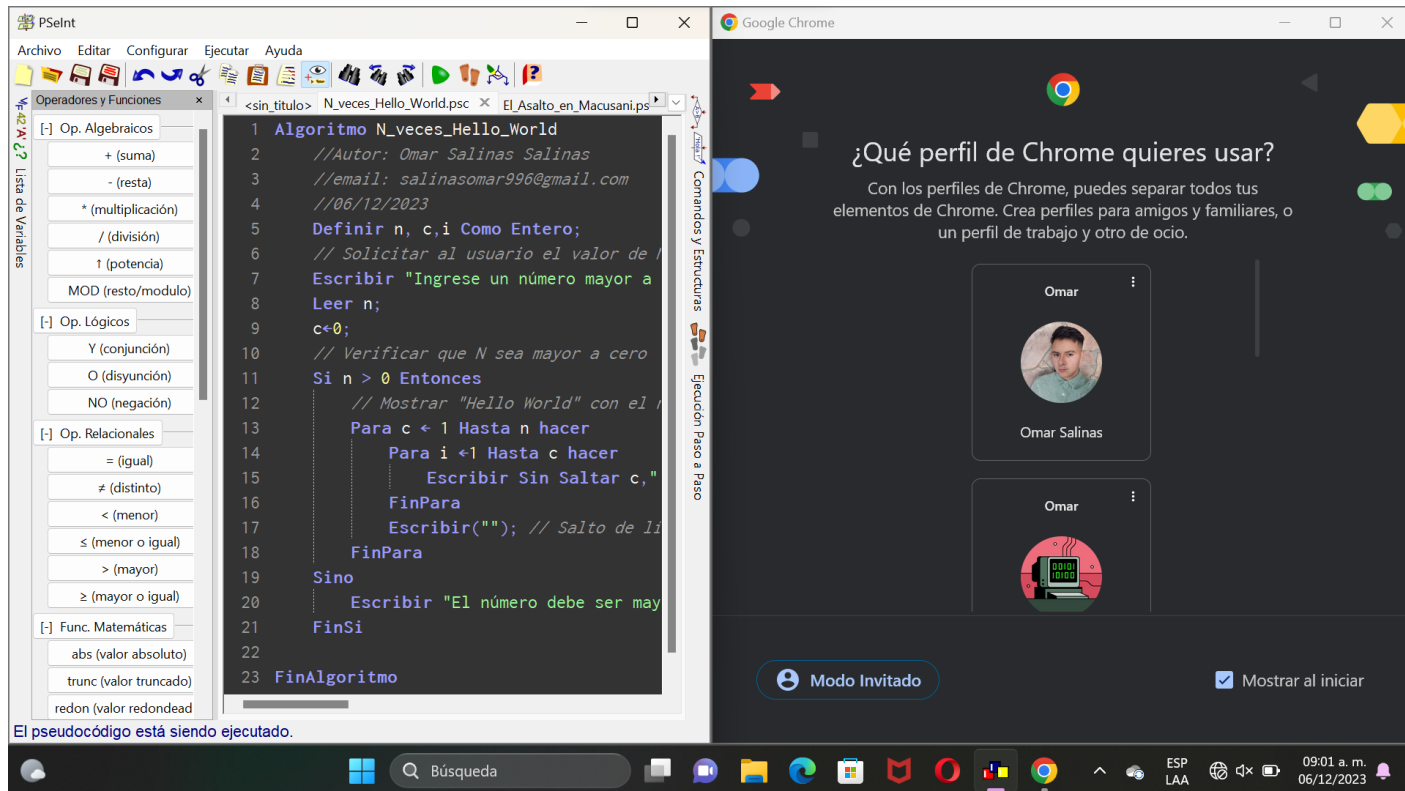 PSeInt
Archivo Editar Configurar Ejecutar Ayuda
Operadores y Funciones ×
<sin_titulo> N_veces_Hello_World.psc × El_Asalto_en_Macusani.ps
Lista de Variables
[-] Op. Algebraicos
+ (suma)
- (resta)
* (multiplicación)
/ (división)
↑ (potencia)
MOD (resto/modulo)
[-] Op. Lógicos
Y (conjunción)
O (disyunción)
NO (negación)
[-] Op. Relacionales
= (igual)
≠ (distinto)
< (menor)
≤ (menor o igual)
> (mayor)
≥ (mayor o igual)
[-] Func. Matemáticas
abs (valor absoluto)
trunc (valor truncado)
redon (valor redondead
1 Algoritmo N_veces_Hello_World
2 //Autor: Omar Salinas Salinas
3 //email: salinasomar996@gmail.com
4 //06/12/2023
5 Definir n, c,i Como Entero;
6 // Solicitar al usuario el valor de
7 Escribir "Ingrese un número mayor a
8 Leer n;
9 c←0;
10 // Verificar que N sea mayor a cero
11 Si n > 0 Entonces
12 // Mostrar "Hello World" con el
13 Para c ← 1 Hasta n hacer
14 Para i ←1 Hasta c hacer
15 Escribir Sin Saltar c,"
16 FinPara
17 Escribir(""); // Salto de lí
18 FinPara
19 Sino
20 Escribir "El número debe ser may
21 FinSi
22
23 FinAlgoritmo
Comandos y Estructuras
Ejecución Paso a Paso
El pseudocódigo está siendo ejecutado.
Google Chrome
¿Qué perfil de Chrome quieres usar?
Con los perfiles de Chrome, puedes separar todos tus
elementos de Chrome. Crea perfiles para amigos y familiares, o
un perfil de trabajo y otro de ocio.
Omar
Omar Salinas
Omar
Modo Invitado
Mostrar al iniciar
Búsqueda
ESP
LAA
09:01 a. m.
06/12/2023